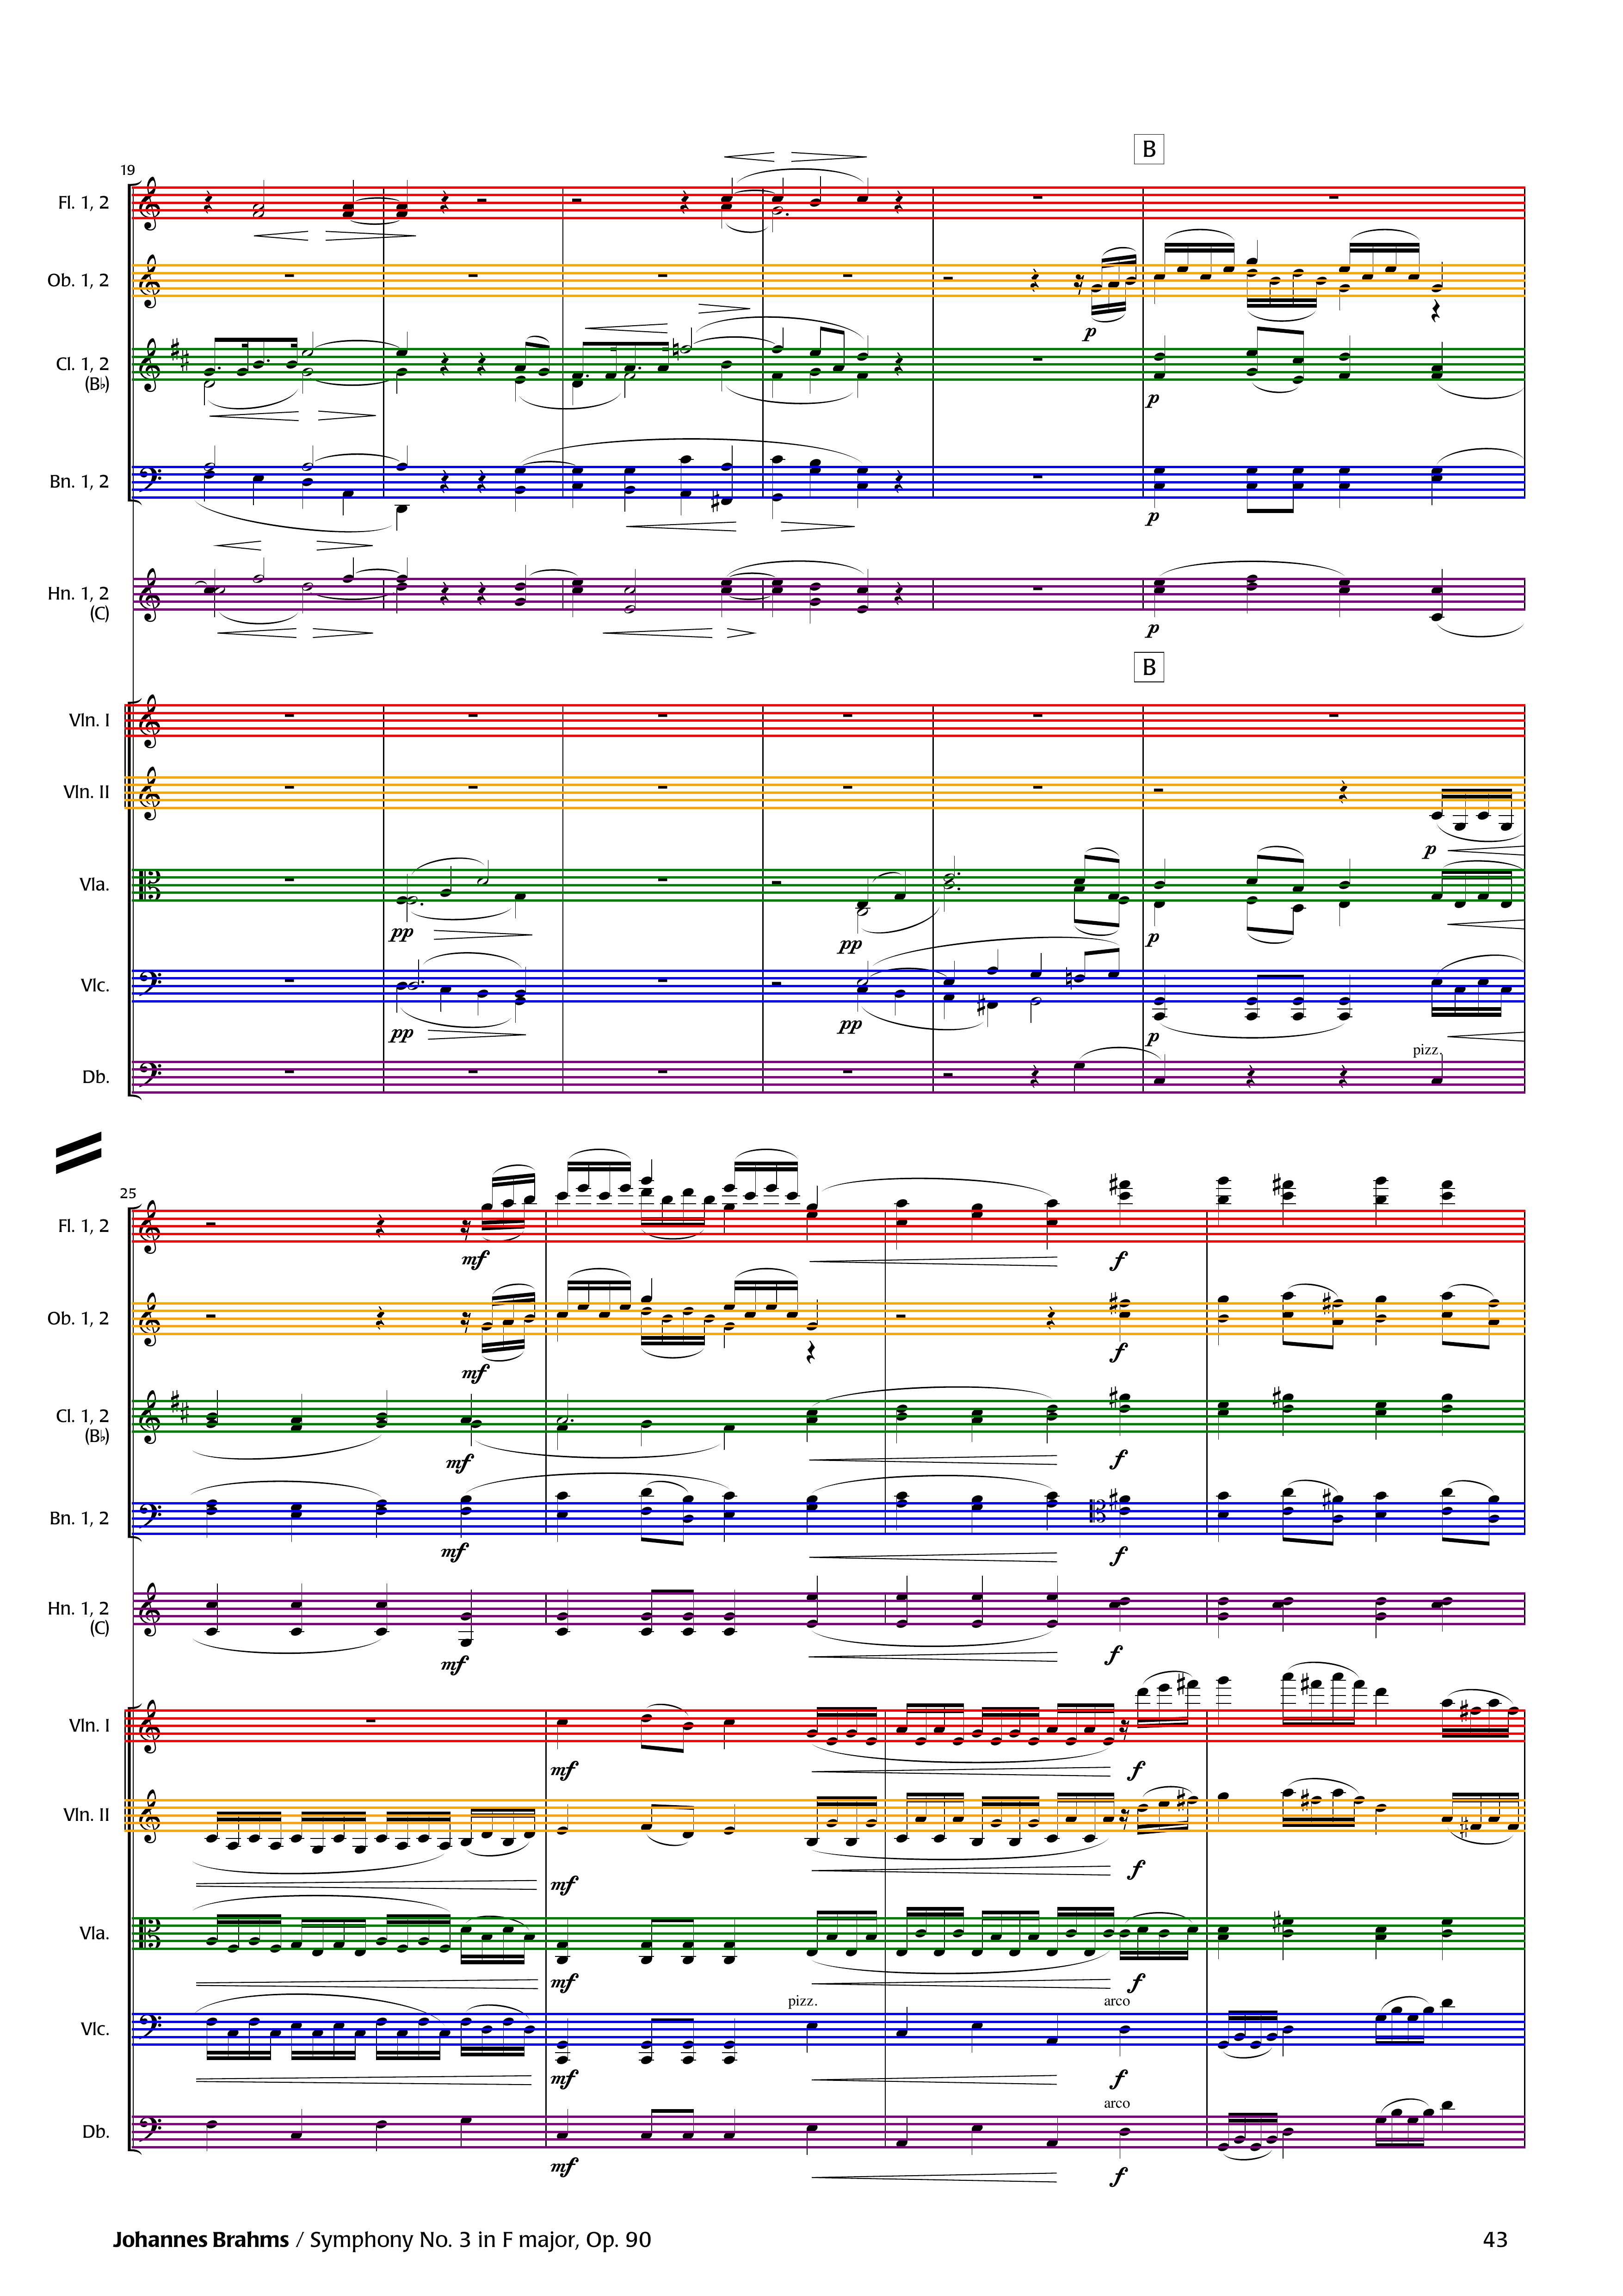 B
19
Fl. 1, 2
Ob. 1, 2
p
Cl. 1, 2
(B♭)
p
Bn. 1, 2
p
Hn. 1, 2
(C)
p
B
Vln. I
Vln. II
p
Vla.
pp
pp
p
Vlc.
pp
pp
p
pizz.
Db.
25
Fl. 1, 2
mf
f
Ob. 1, 2
mf
f
Cl. 1, 2
(B♭)
mf
f
Bn. 1, 2
mf
f
Hn. 1, 2
(C)
mf
f
Vln. I
mf
f
Vln. II
mf
f
Vla.
mf
f
pizz.
arco
Vlc.
mf
f
arco
Db.
mf
f
Johannes Brahms / Symphony No. 3 in F major, Op. 90
43